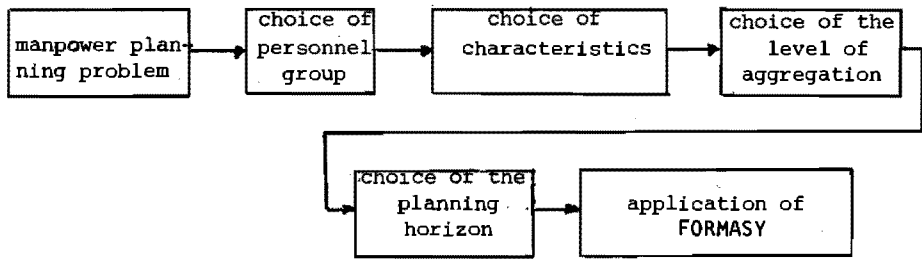 manpower plan-
ning problem
choice of
personnel
group
choice of
characteristics
choice of the
level of
aggregation
choice of the
planning
horizon
application of
FORMASY